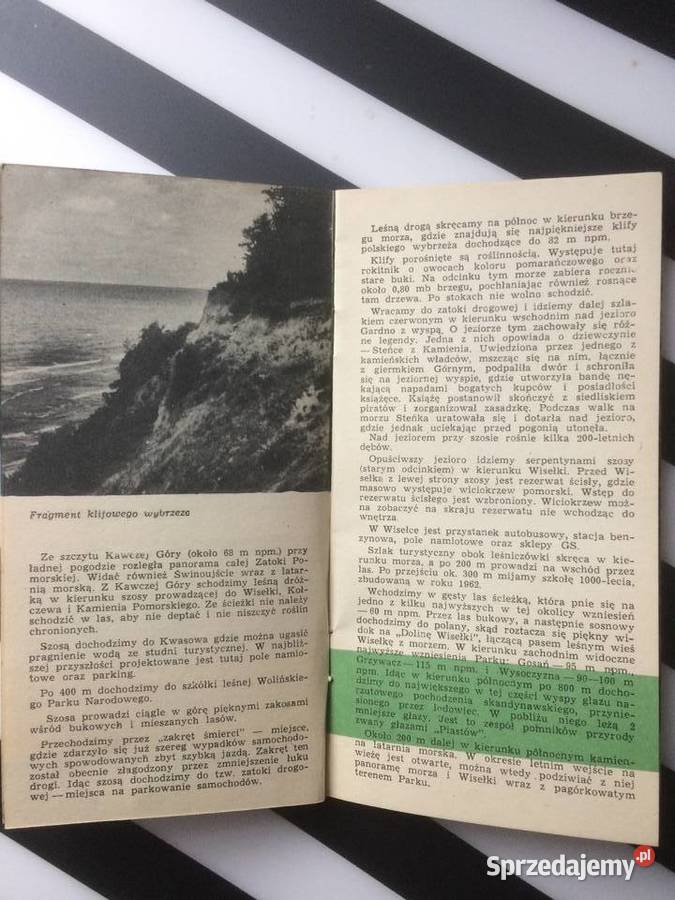 Fragment klifowego wybrzeża
Ze szczytu Kawczej Góry (około 68 m npm.) przy
ładnej pogodzie rozległa panorama całej Zatoki Po-
morskiej. Widać również Świnoujście wraz z latar-
nią morską. Z Kawczej Góry schodzimy leśną dróż-
ką w kierunku szosy prowadzącej do Wisełki, Koł-
czewa i Kamienia Pomorskiego. Ze ścieżki nie należy
schodzić w las, aby nie deptać i nie niszczyć roślin
chronionych.
Szosą dochodzimy do Kwasowa gdzie można ugasić
pragnienie wodą ze studni turystycznej. W najbliż-
szej przyszłości projektowane jest tutaj pole namio-
towe oraz parking.
Po 400 m dochodzimy do szkółki leśnej Wolińskie-
go Parku Narodowego.
Szosa prowadzi ciągle w górę pięknymi zakosami
wśród bukowych i mieszanych lasów.
Przechodzimy przez „zakręt śmierci” — miejsce,
gdzie zdarzyło się już szereg wypadków samochodo-
wych spowodowanych zbyt szybką jazdą. Zakręt ten
został obecnie złagodzony przez zmniejszenie łuku
drogi. Idąc szosą dochodzimy do tzw. zatoki drogo-
wej — miejsca na parkowanie samochodów.
Leśną drogą skręcamy na północ w kierunku brze-
gu morza, gdzie znajdują się najpiękniejsze klify
polskiego wybrzeża dochodzące do 82 m npm.
Klify porośnięte są roślinnością. Występuje tutaj
rokitnik o owocach koloru pomarańczowego oraz
stare buki. Na odcinku tym morze zabiera rocznie
około 0,80 mb brzegu, pochłaniając również rosnące
tam drzewa. Po stokach nie wolno schodzić.
Wracamy do zatoki drogowej i idziemy dalej szla-
kiem czerwonym w kierunku wschodnim nad jezioro
Gardno z wyspą. O jeziorze tym zachowały się róż-
ne legendy. Jedna z nich opowiada o dziewczynie
— Steńce z Kamienia. Uwiedziona przez jednego z
kamieńskich władców, mszcząc się na nim, łącznie
z giermkiem Górnym, podpaliła dwór i schroniła
się na jeziornej wyspie, gdzie utworzyła bandę nę-
kającą napadami bogatych kupców i posiadłości
książęce. Książę postanowił skończyć z siedliskiem
piratów i zorganizował zasadzkę. Podczas walk na
morzu Steńka uratowała się i dotarła nad jezioro,
gdzie jednak uciekając przed pogonią utonęła.
Nad jeziorem przy szosie rośnie kilka 200-letnich
dębów.
Opuściwszy jezioro idziemy serpentynami szosy
(starym odcinkiem) w kierunku Wisełki. Przed Wi-
sełką z lewej strony szosy jest rezerwat ścisły, gdzie
masowo występuje wiciokrzew pomorski. Wstęp do
rezerwatu ścisłego jest wzbroniony. Wiciokrzew moż-
na zobaczyć na skraju rezerwatu nie wchodząc do
wnętrza.
W Wisełce jest przystanek autobusowy, stacja ben-
zynowa, pole namiotowe oraz sklepy GS.
Szlak turystyczny obok leśniczówki skręca w kie-
runku morza, a po 200 m prowadzi na wschód przez
las. Po przejściu ok. 300 m mijamy szkołę 1000-lecia,
zbudowaną w roku 1962.
Wchodzimy w gęsty las ścieżką, która pnie się na
jedno z kilku najwyższych w tej okolicy wzniesień
— 60 m npm. Przez las bukowy, a następnie sosnowy
dochodzimy do polany, skąd roztacza się piękny wi-
dok na „Dolinę Wisełki”, łączącą pasem leśnym wieś
Wisełkę z morzem. W kierunku zachodnim widoczne
najwyższe wzniesienia Parku: Gosań — 95 m npm.,
Grzywacz — 115 m npm. i Wysoczyzna — 90—100 m
npm. Idąc w kierunku północnym po 800 m docho-
dzimy do największego w tej części wyspy głazu na-
rzutowego pochodzenia skandynawskiego, przynie-
sionego przez lodowiec. W pobliżu niego leżą 2
mniejsze głazy. Jest to zespół pomników przyrody
zwany głazami „Piastów”.
Około 200 m dalej w kierunku północnym kamien-
na latarnia morska. W okresie letnim wejście na
wieżę jest otwarte, można wtedy podziwiać z niej
panoramę morza i Wisełki wraz z pagórkowatym
terenem Parku.
Sprzedajemy.pl